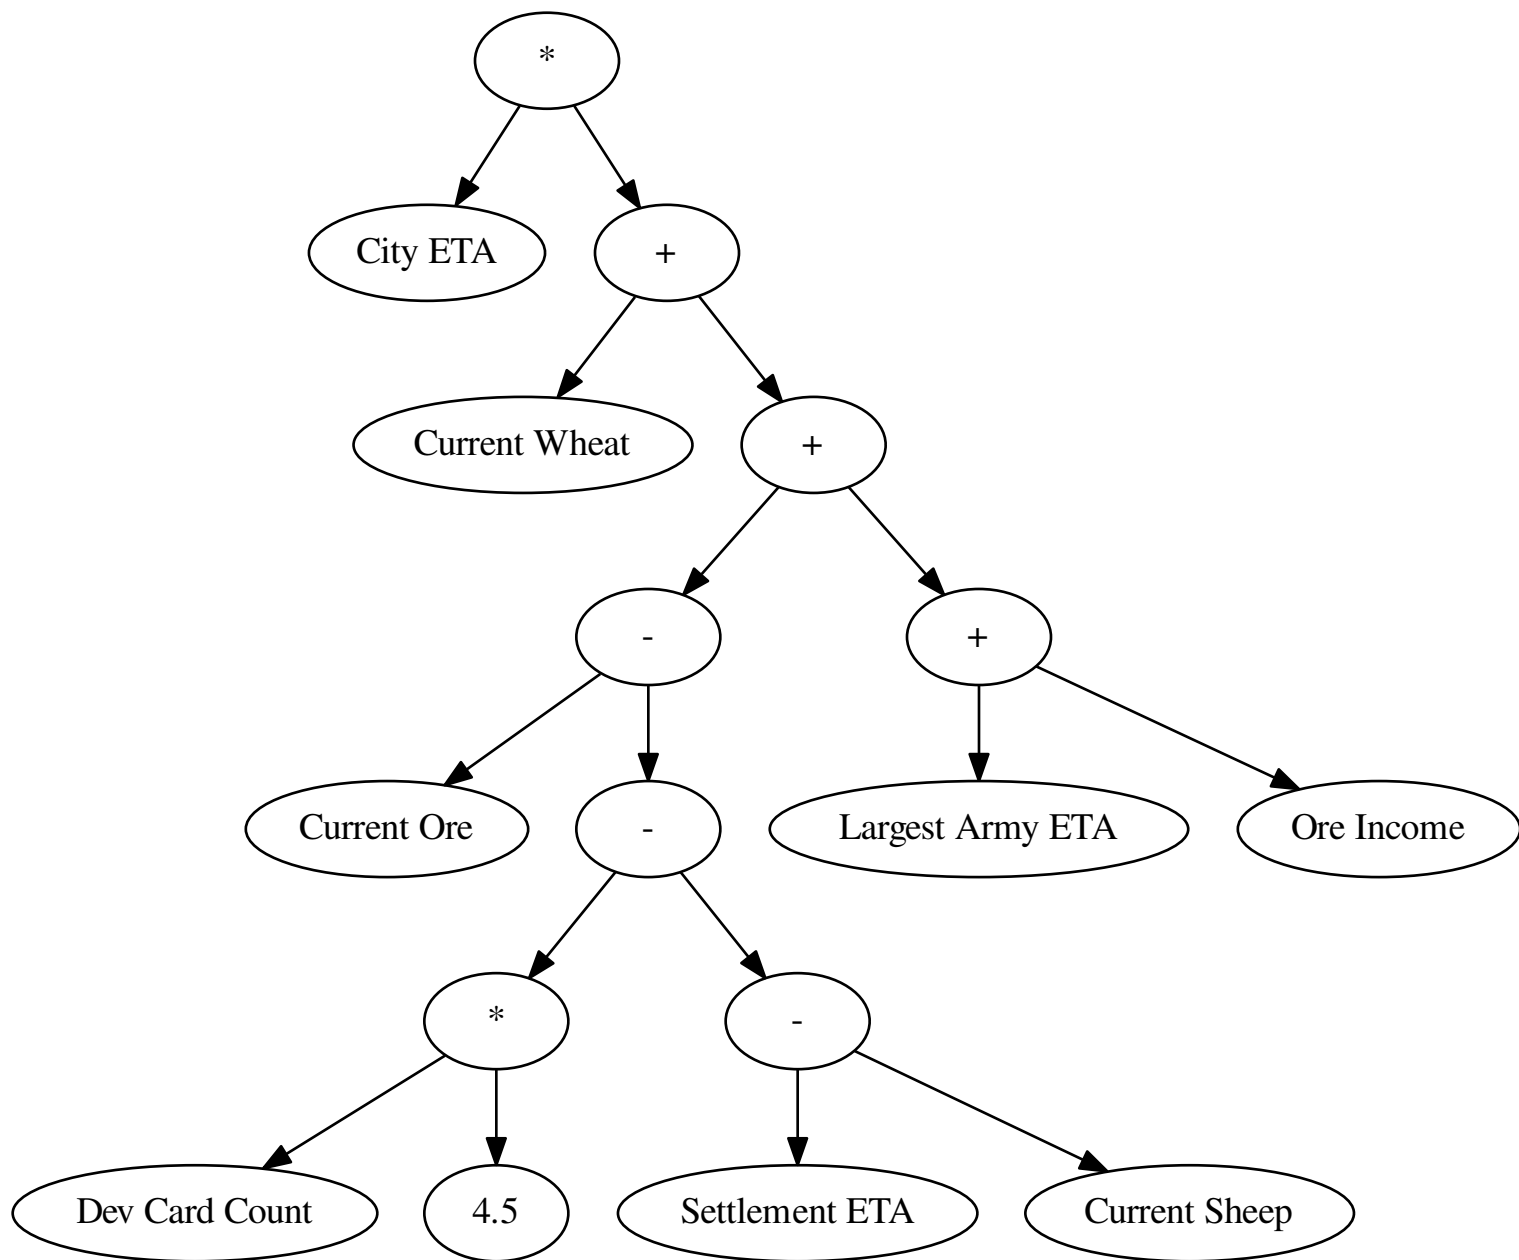 *
City ETA
+
Current Wheat
+
-
+
Current Ore
-
Largest Army ETA
Ore Income
*
-
Dev Card Count
4.5
Settlement ETA
Current Sheep